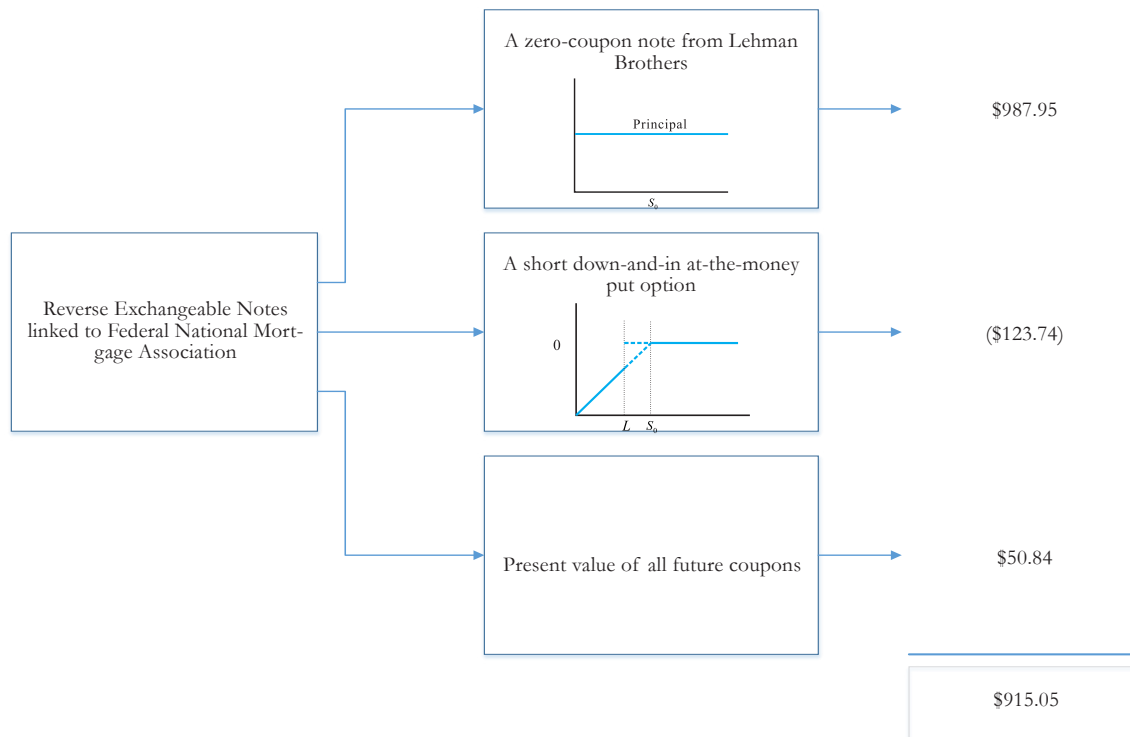 A zero-coupon note from Lehman
Brothers
Principal
S₀
$987.95
Reverse Exchangeable Notes
linked to Federal National Mort-
gage Association
A short down-and-in at-the-money
put option
0
L S₀
($123.74)
Present value of all future coupons
$50.84
$915.05